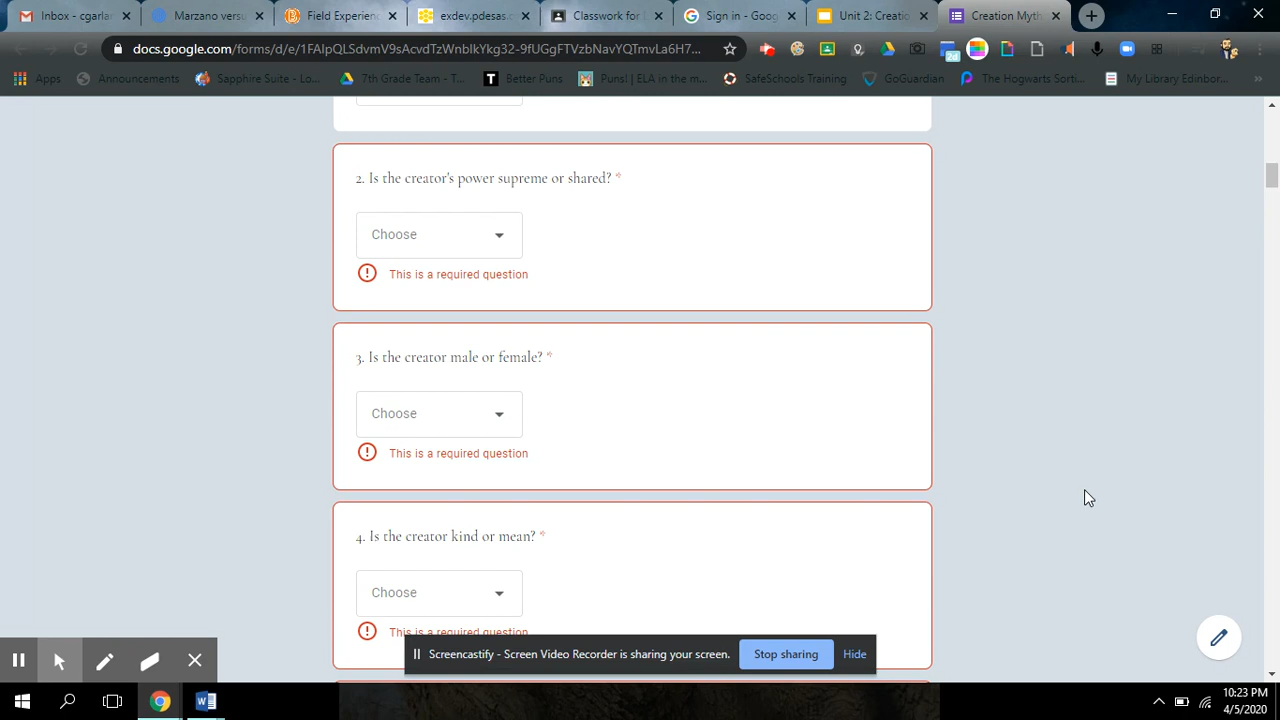 Inbox - cgarla
Marzano versu
Field Experien
exdev.pdesas.c
Classwork for
Sign in - Goog
Unit 2: Creatio
Creation Myth
docs.google.com/forms/d/e/1FAIpQLSdvmV9sAcvdTzWnblkYkg32-9fUGgFTVzbNavYQTmvLa6H7...
2d
Apps
Announcements
Sapphire Suite - Lo...
7th Grade Team - T...
Better Puns
Puns! | ELA in the m...
SafeSchools Training
GoGuardian
The Hogwarts Sorti...
My Library Edinbor...
2. Is the creator's power supreme or shared? *
Choose
This is a required question
3. Is the creator male or female? *
Choose
This is a required question
4. Is the creator kind or mean? *
Choose
This is a required question
Screencastify - Screen Video Recorder is sharing your screen.
Stop sharing
Hide
10:23 PM
4/5/2020